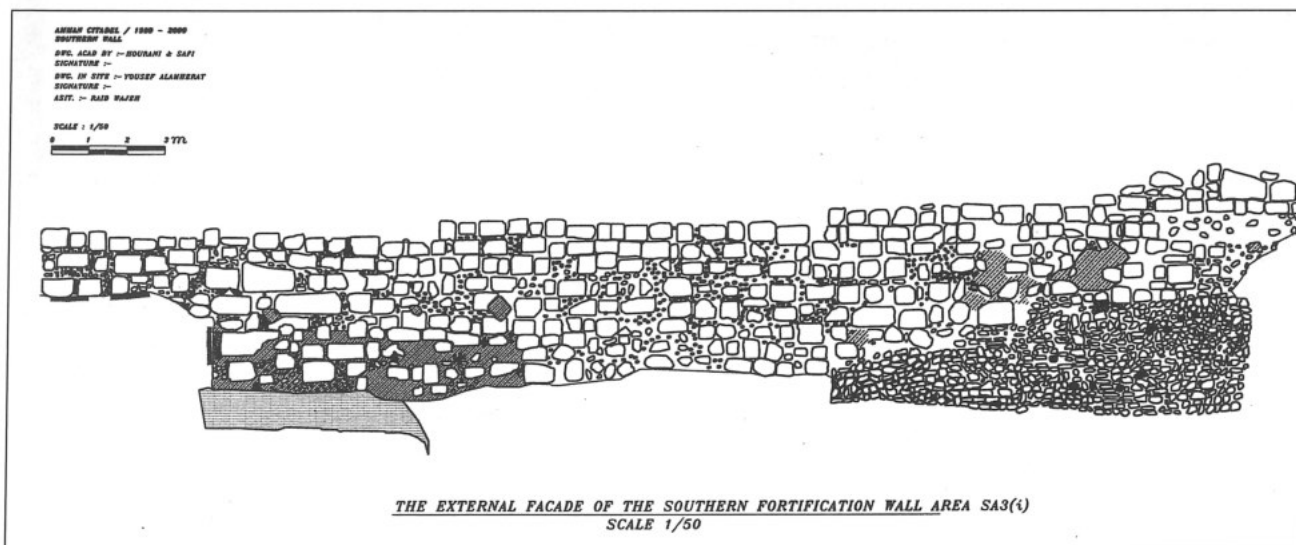 AMMAN CITADEL / 1999 - 2000
SOUTHERN WALL
DWG. ACAD BY :- HOURANI & SAFI
SIGNATURE :-
DWG. IN SITE :- YOUSEF ALAMHERAT
SIGNATURE :-
ASIT. :- RAID WAJEH
SCALE : 1/50
0 1 2 3 m
THE EXTERNAL FACADE OF THE SOUTHERN FORTIFICATION WALL AREA SA3(i)
SCALE 1/50